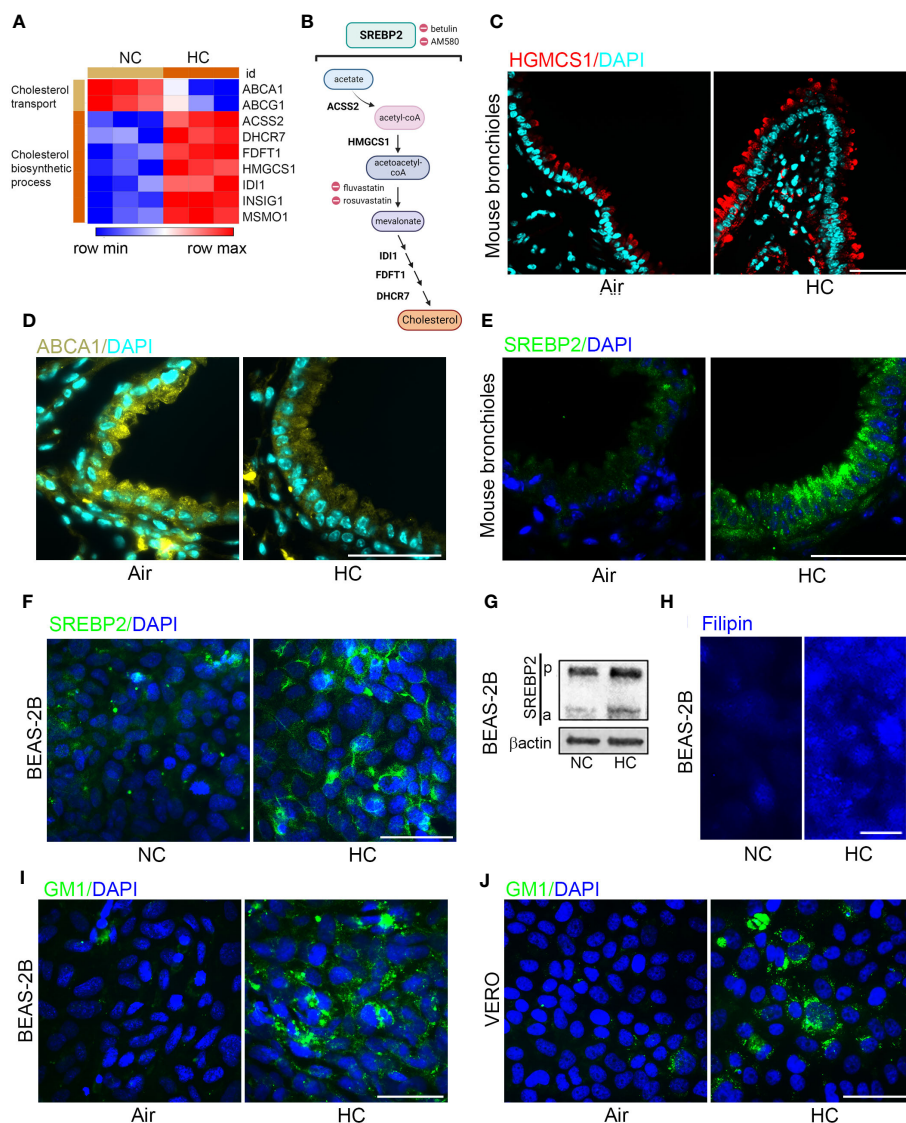 A
NC HC
id
Cholesterol
transport
ABCA1
ABCG1
Cholesterol
biosynthetic
process
ACSS2
DHCR7
FDFT1
HMGCS1
IDI1
INSIG1
MSMO1
row min row max
B
SREBP2
betulin
AM580
acetate
ACSS2
acetyl-coA
HMGCS1
acetoacetyl-
coA
fluvastatin
rosuvastatin
mevalonate
IDI1
FDFT1
DHCR7
Cholesterol
C
HGMCS1/DAPI
Mouse bronchioles
Air HC
D
ABCA1/DAPI
Air HC
E
SREBP2/DAPI
Mouse bronchioles
Air HC
F
SREBP2/DAPI
BEAS-2B
NC HC
G
BEAS-2B
SREBP2
p
a
βactin
NC HC
H
Filipin
BEAS-2B
NC HC
I
GM1/DAPI
BEAS-2B
Air HC
J
GM1/DAPI
VERO
Air HC